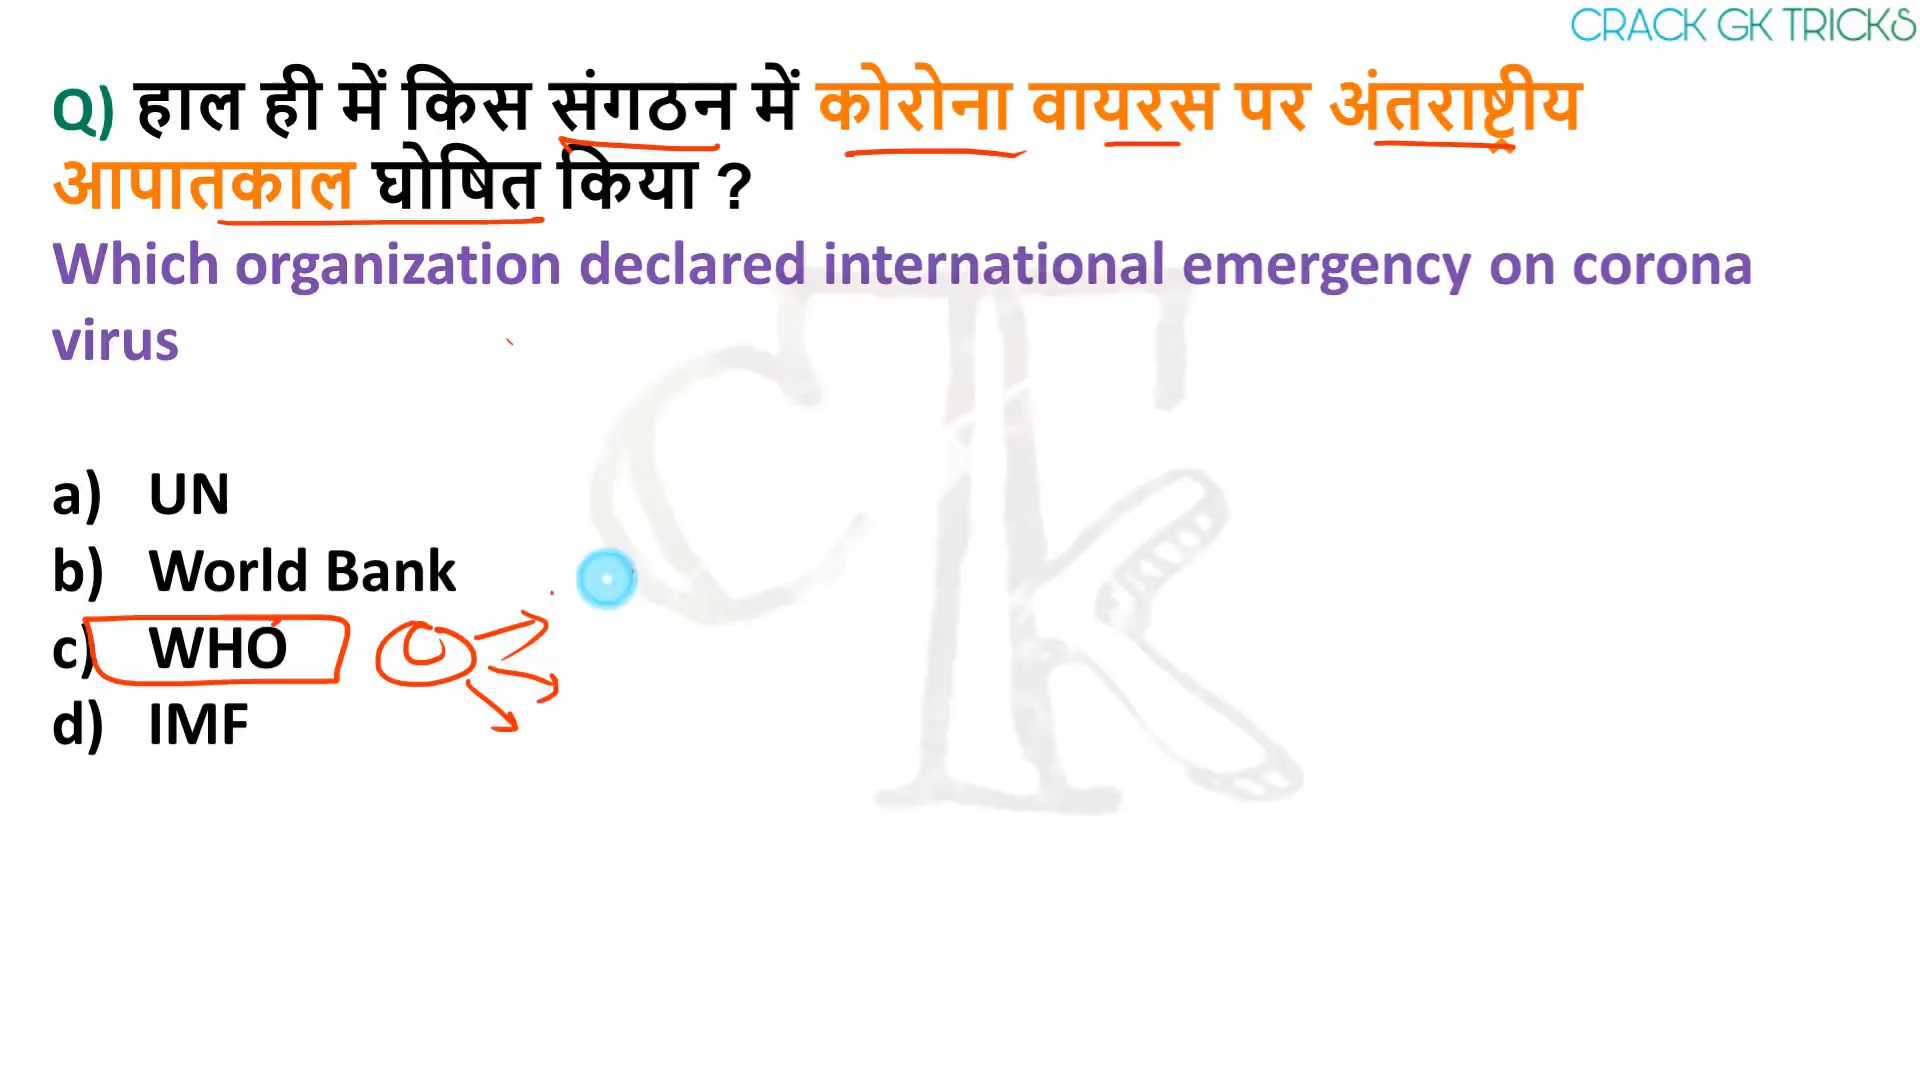 CRACK GK TRICKS
Q) हाल ही में किस संगठन में कोरोना वायरस पर अंतराष्ट्रीय
आपातकाल घोषित किया ?
Which organization declared international emergency on corona
virus
a) UN
b) World Bank
c) WHO
d) IMF